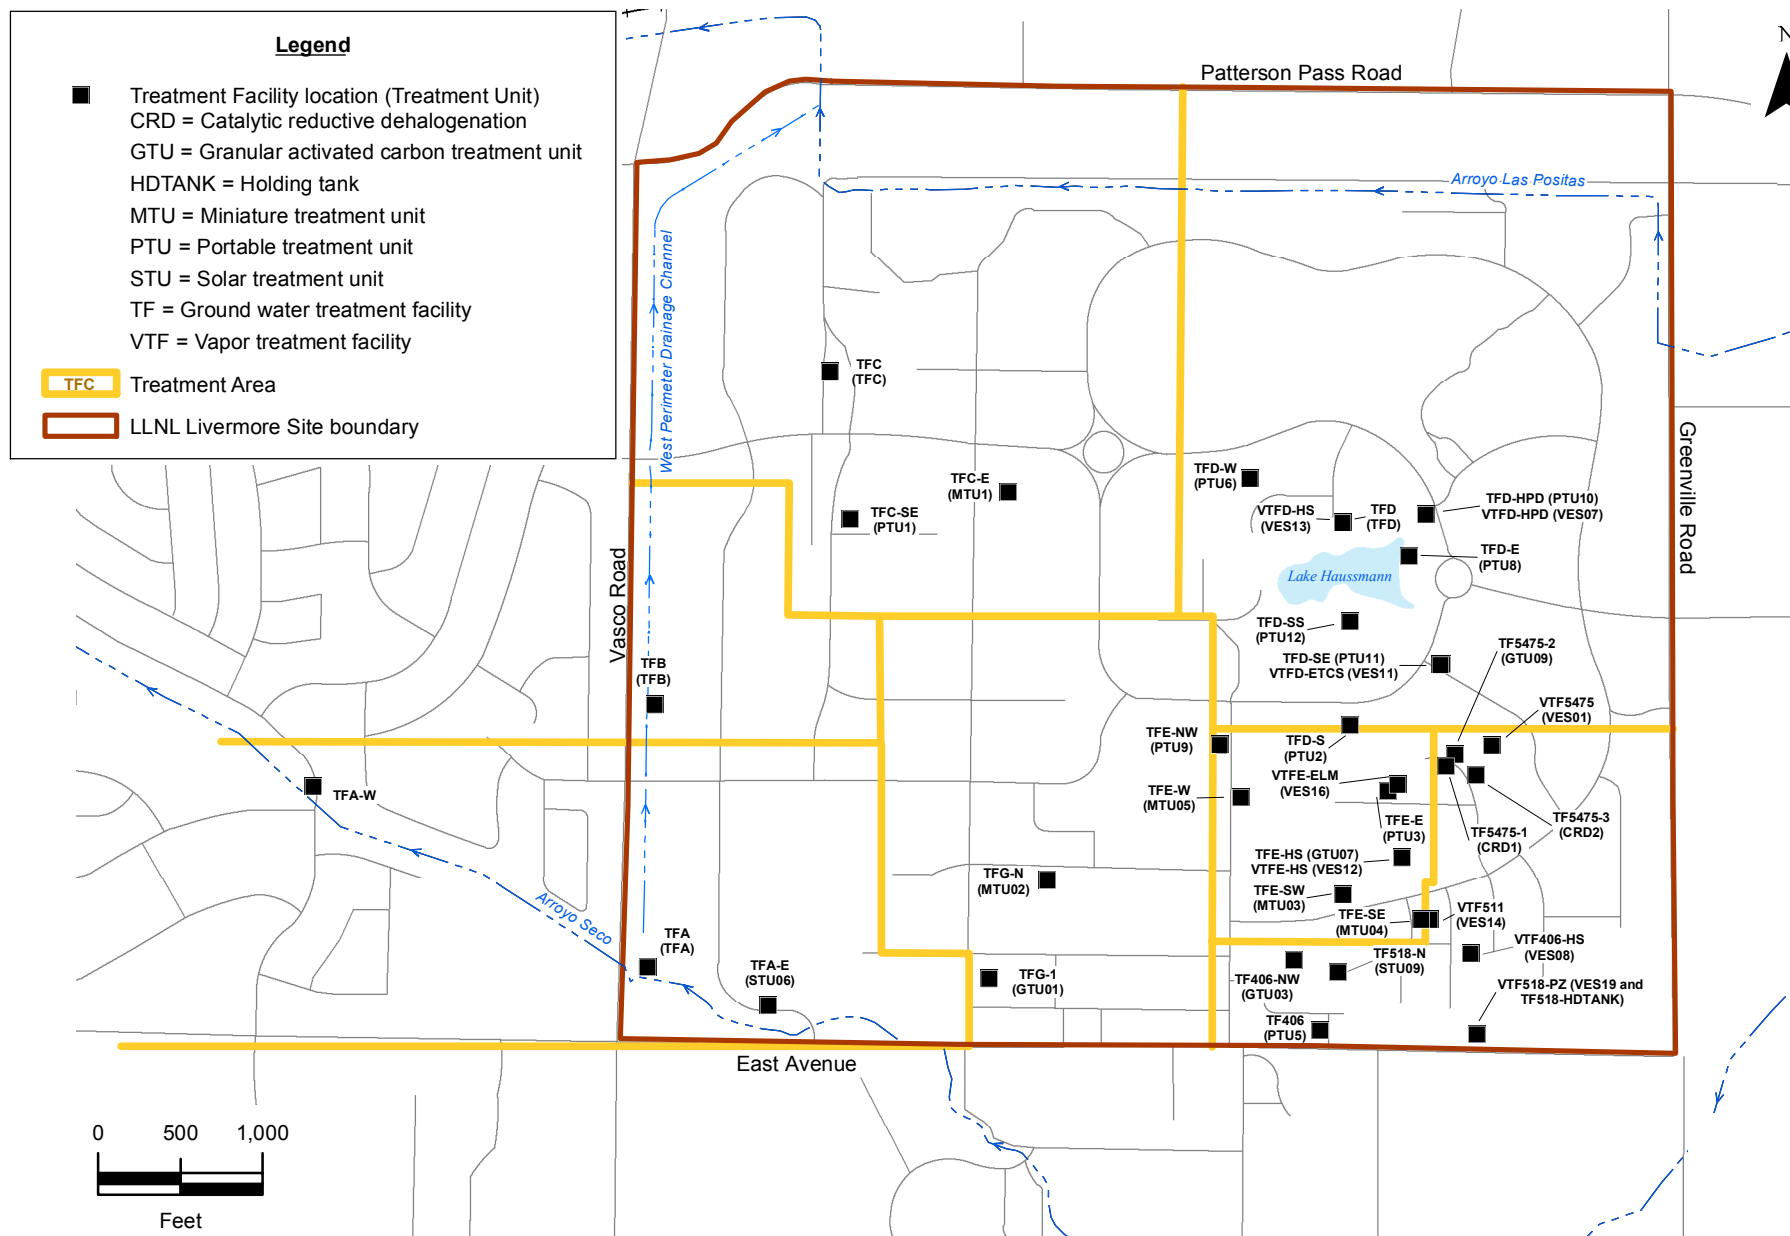 Legend
Treatment Facility location (Treatment Unit)
CRD = Catalytic reductive dehalogenation
GTU = Granular activated carbon treatment unit
HDTANK = Holding tank
MTU = Miniature treatment unit
PTU = Portable treatment unit
STU = Solar treatment unit
TF = Ground water treatment facility
VTF = Vapor treatment facility
TFC
Treatment Area
LLNL Livermore Site boundary
Patterson Pass Road
N
Arroyo Las Positas
West Perimeter Drainage Channel
TFC
(TFC)
Greenville Road
TFC-E
(MTU1)
TFC-SE
(PTU1)
TFD-W
(PTU6)
VTFD-HS
(VES13)
TFD
(TFD)
TFD-HPD (PTU10)
VTFD-HPD (VES07)
TFD-E
(PTU8)
Lake Haussmann
Vasco Road
TFD-SS
(PTU12)
TFD-SE (PTU11)
VTFD-ETCS (VES11)
TF5475-2
(GTU09)
TFB
(TFB)
VTF5475
(VES01)
TFE-NW
(PTU9)
TFD-S
(PTU2)
TFA-W
TFE-W
(MTU05)
VTFE-ELM
(VES16)
TFE-E
(PTU3)
TF5475-1
(CRD1)
TF5475-3
(CRD2)
TFE-HS (GTU07)
VTFE-HS (VES12)
TFG-N
(MTU02)
TFE-SW
(MTU03)
TFE-SE
(MTU04)
VTF511
(VES14)
Arroyo Seco
TFA
(TFA)
TFA-E
(STU06)
TFG-1
(GTU01)
TF406-NW
(GTU03)
TF518-N
(STU09)
VTF406-HS
(VES08)
VTF518-PZ (VES19 and
TF518-HDTANK)
TF406
(PTU5)
East Avenue
0 500 1,000
Feet